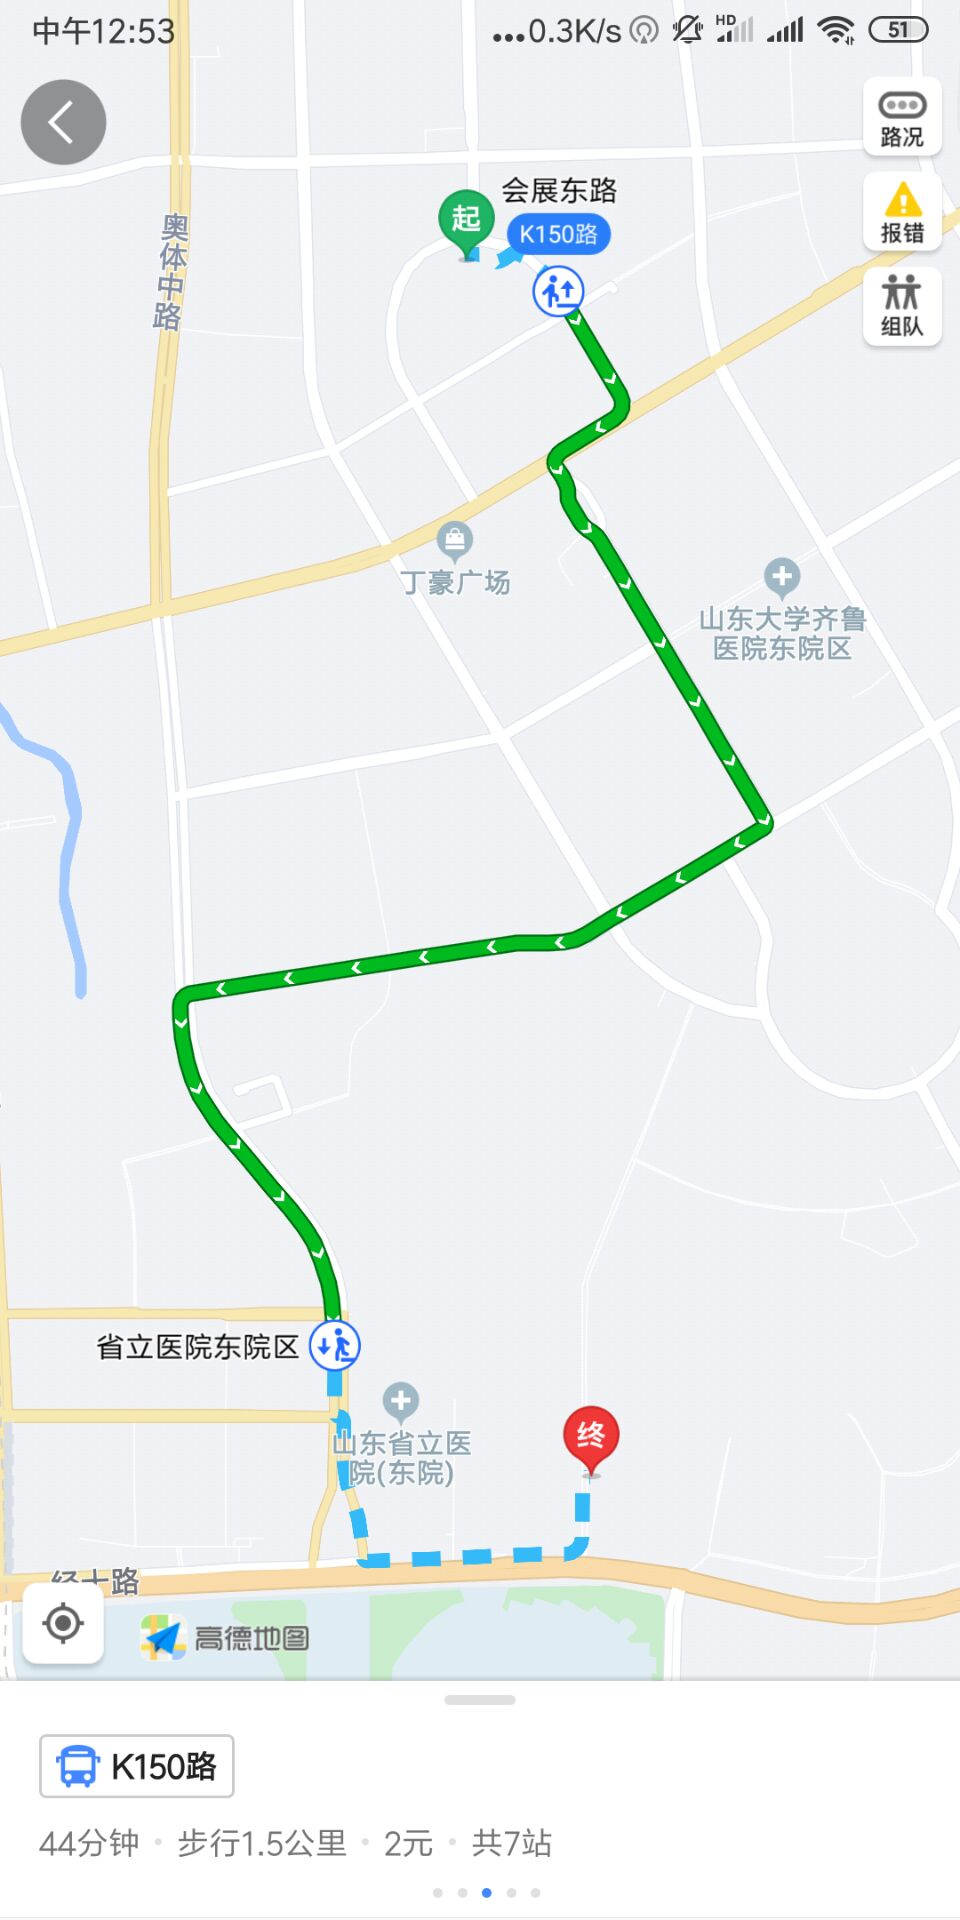 中午12:53
...0.3K/s
HD
51
路况
报错
组队
会展东路
起
K150路
奥体中路
丁豪广场
山东大学齐鲁
医院东院区
省立医院东院区
山东省立医
院(东院)
终
经十路
高德地图
K150路
44分钟 · 步行1.5公里 · 2元 · 共7站